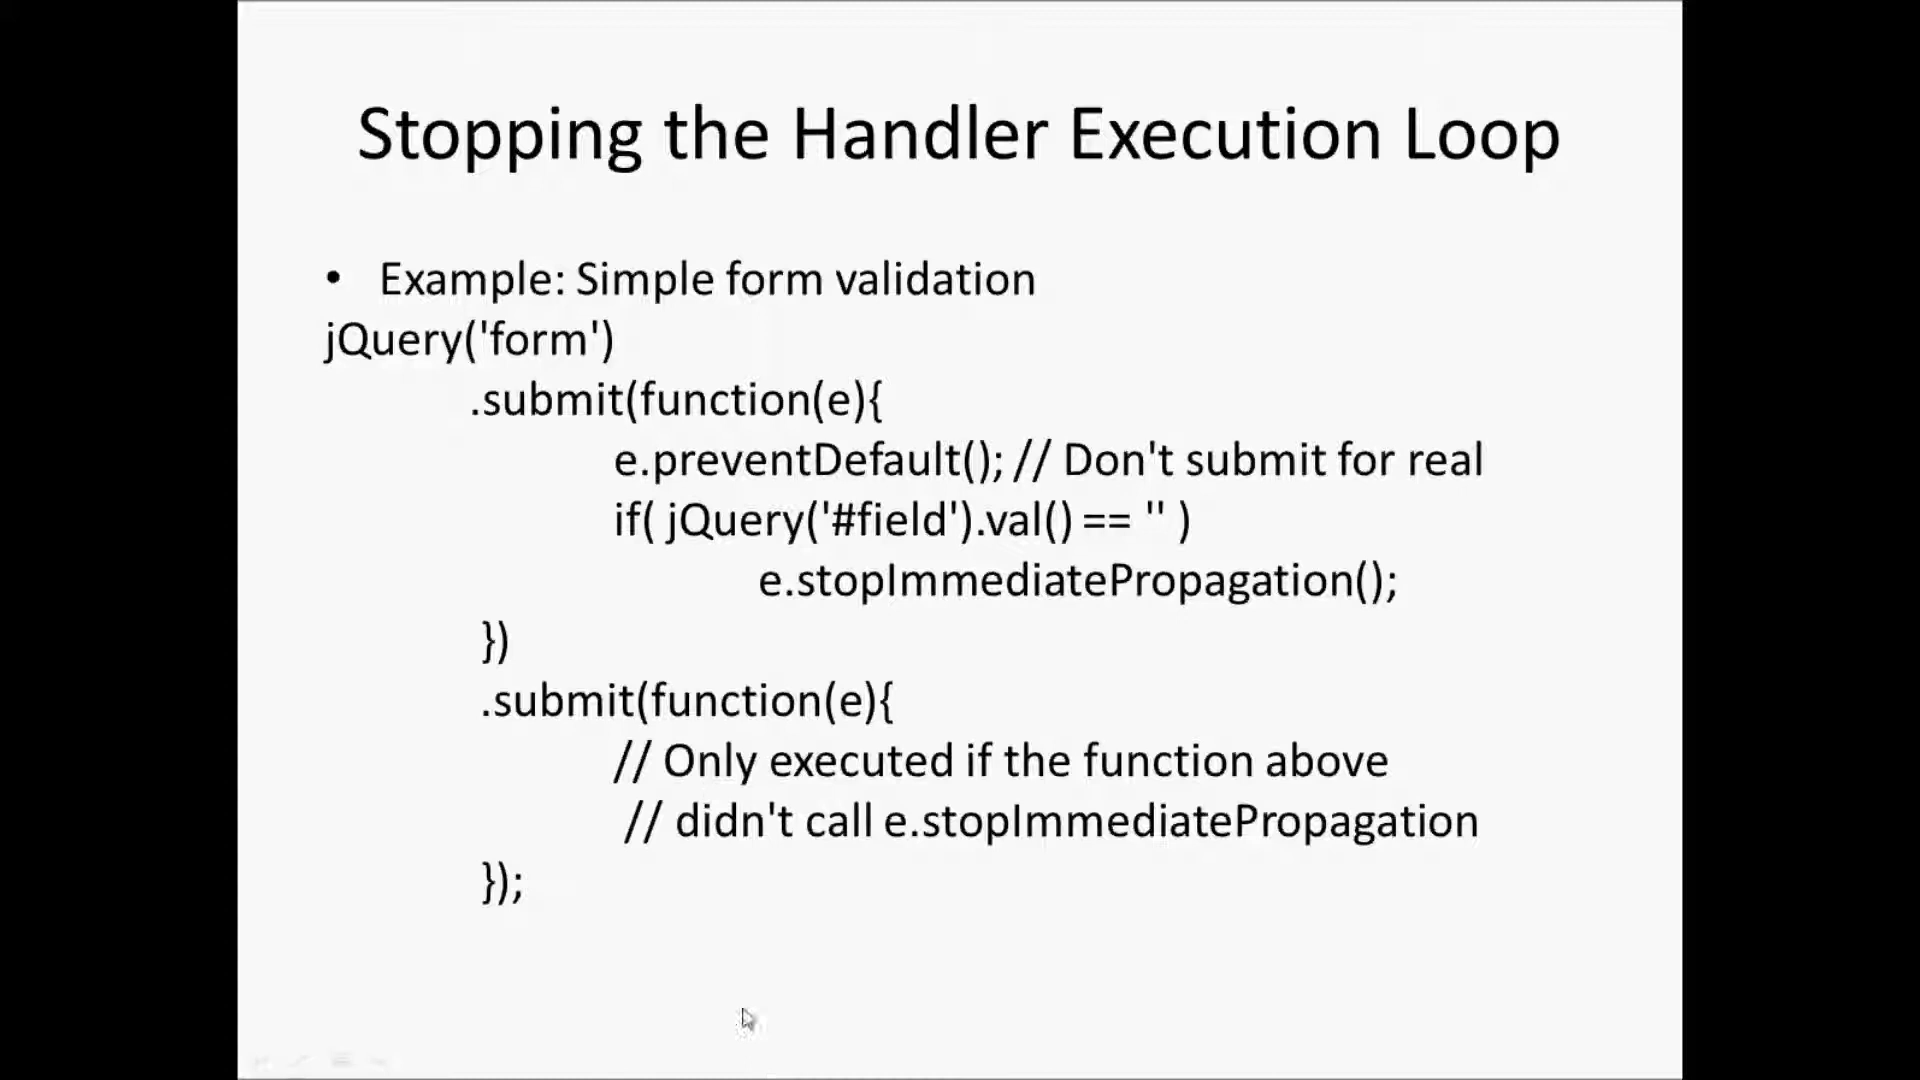 Stopping the Handler Execution Loop
• Example: Simple form validation
jQuery('form')
.submit(function(e){
e.preventDefault(); // Don't submit for real
if( jQuery('#field').val() == '' )
e.stopImmediatePropagation();
})
.submit(function(e){
// Only executed if the function above
// didn't call e.stopImmediatePropagation
});